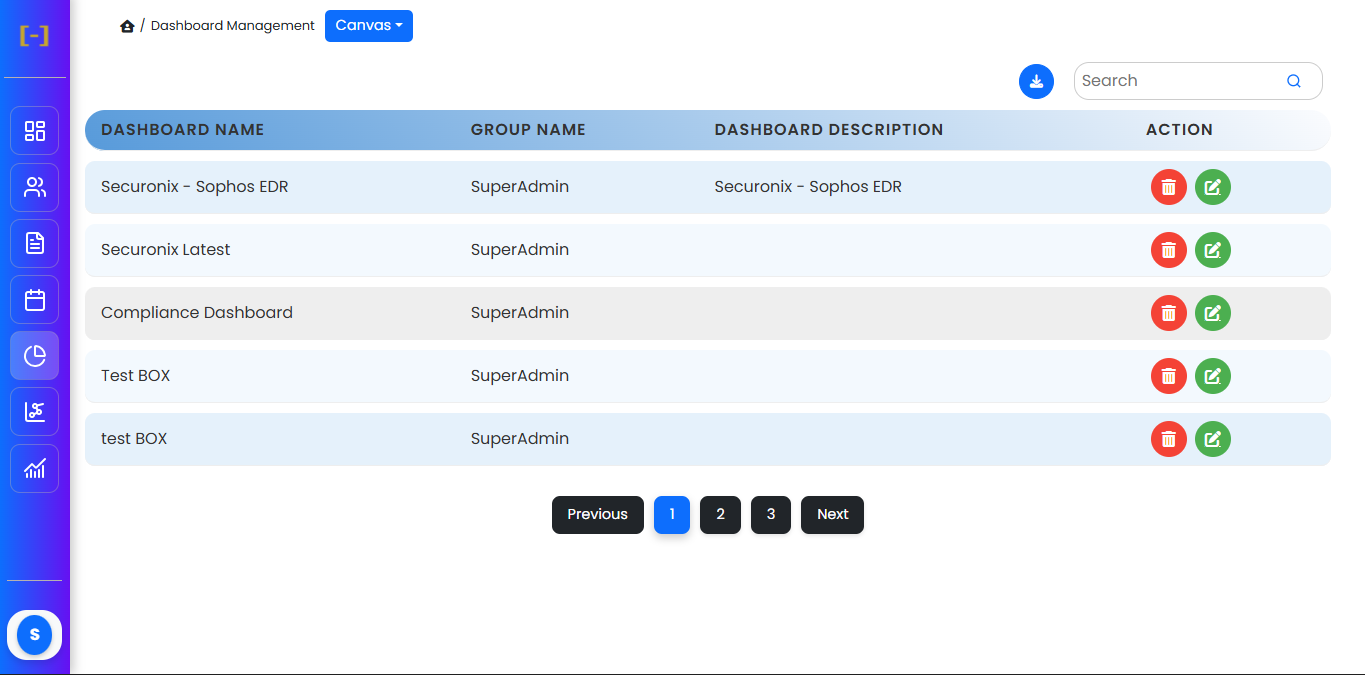 [-]
/ Dashboard Management Canvas
Search
DASHBOARD NAME GROUP NAME DASHBOARD DESCRIPTION ACTION
Securonix - Sophos EDR SuperAdmin Securonix - Sophos EDR
Securonix Latest SuperAdmin
Compliance Dashboard SuperAdmin
Test BOX SuperAdmin
test BOX SuperAdmin
Previous 1 2 3 Next
S